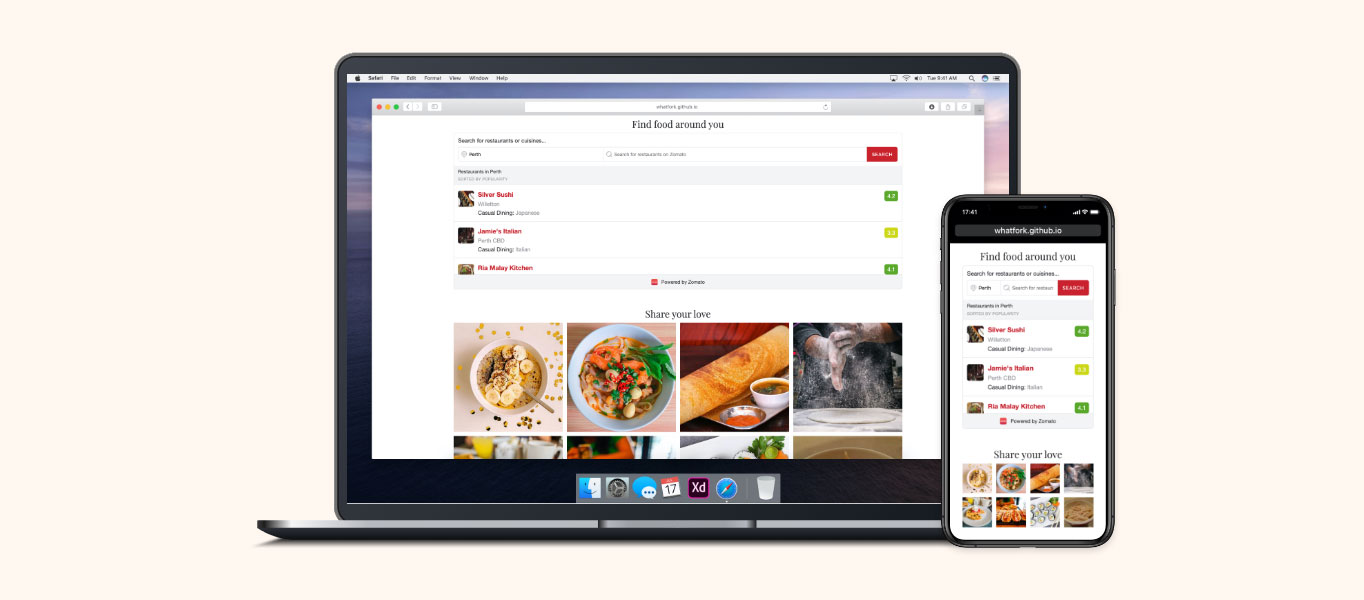 Safari File Edit Format View Window Help
Tue 9:41 AM
whatfork.github.io
Find food around you
Search for restaurants or cuisines...
Perth
Search for restaurants on Zomato
SEARCH
Restaurants in Perth
SORTED BY POPULARITY
Silver Sushi
4.2
Willetton
Casual Dining: Japanese
Jamie's Italian
3.3
Perth CBD
Casual Dining: Italian
Ria Malay Kitchen
4.1
Powered by Zomato
Share your love
17
Xd
17:41
whatfork.github.io
Find food around you
Search for restaurants or cuisines...
Perth
Search for restaun
SEARCH
Restaurants in Perth
SORTED BY POPULARITY
Silver Sushi
4.2
Willetton
Casual Dining: Japanese
Jamie's Italian
3.3
Perth CBD
Casual Dining: Italian
Ria Malay Kitchen
4.1
Powered by Zomato
Share your love